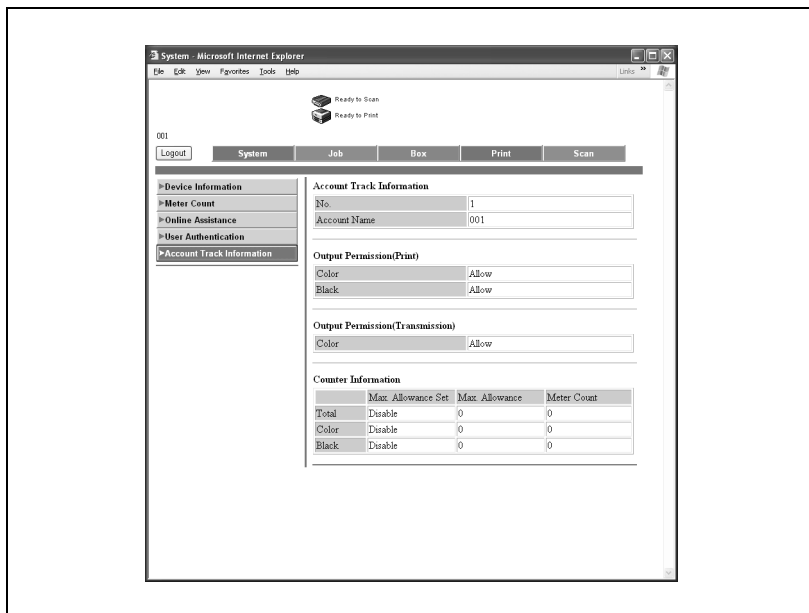 System - Microsoft Internet Explorer
File Edit View Favorites Tools Help Links »
Ready to Scan
Ready to Print
001
Logout System Job Box Print Scan
Device Information
Meter Count
Online Assistance
User Authentication
Account Track Information
Account Track Information
No. 1
Account Name 001
Output Permission(Print)
Color Allow
Black Allow
Output Permission(Transmission)
Color Allow
Counter Information
Max. Allowance Set Max. Allowance Meter Count
Total Disable 0 0
Color Disable 0 0
Black Disable 0 0